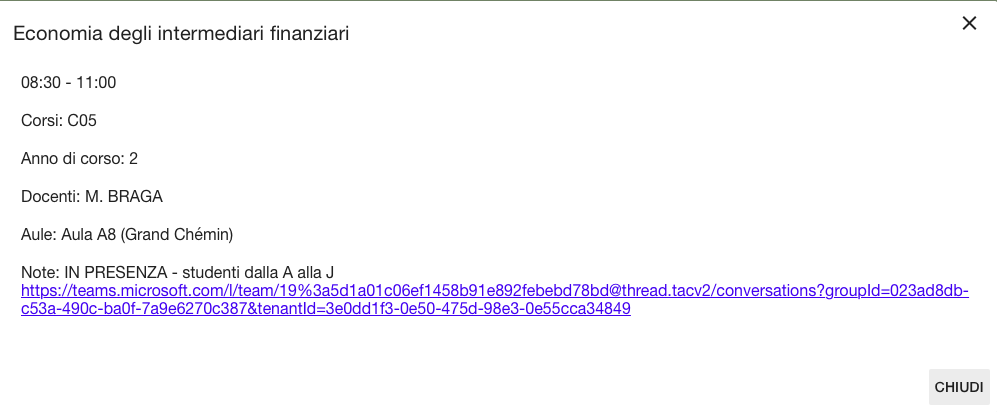 Economia degli intermediari finanziari
08:30 - 11:00
Corsi: C05
Anno di corso: 2
Docenti: M. BRAGA
Aule: Aula A8 (Grand Chémin)
Note: IN PRESENZA - studenti dalla A alla J
https://teams.microsoft.com/l/team/19%3a5d1a01c06ef1458b91e892febebd78bd@thread.tacv2/conversations?groupId=023ad8db-
c53a-490c-ba0f-7a9e6270c387&tenantId=3e0dd1f3-0e50-475d-98e3-0e55cca34849
CHIUDI